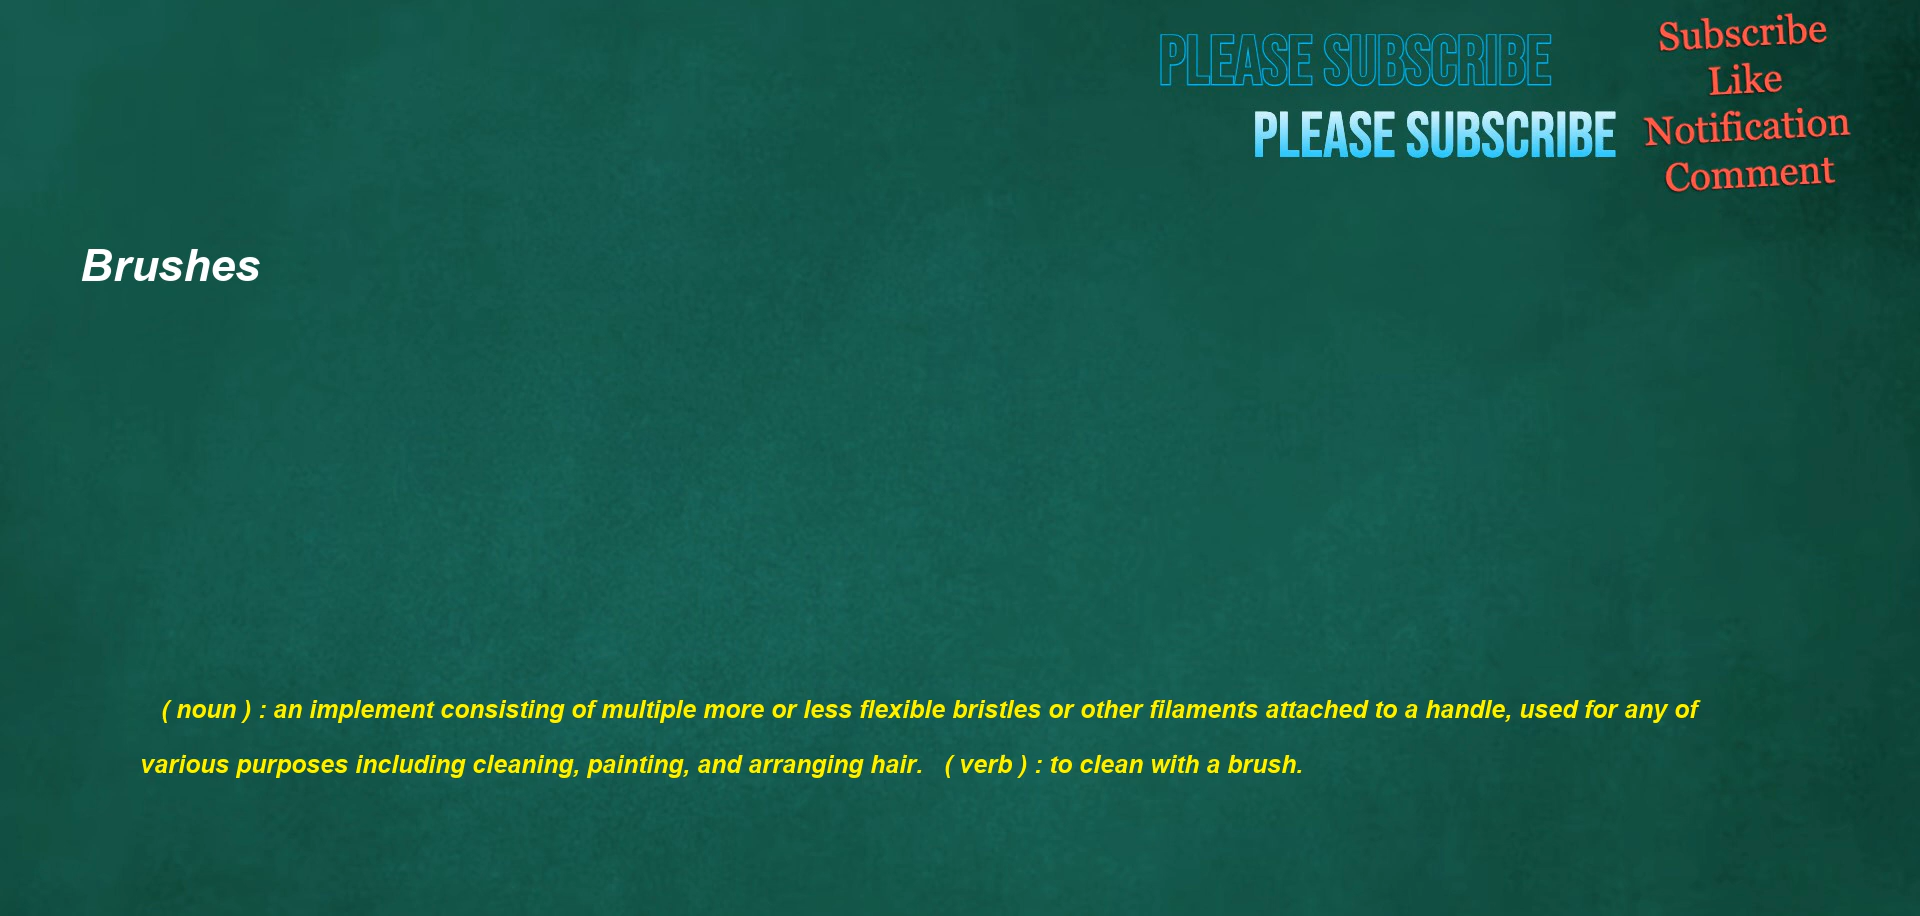 PLEASE SUBSCRIBE
PLEASE SUBSCRIBE
Subscribe
Like
Notification
Comment
Brushes
( noun ) : an implement consisting of multiple more or less flexible bristles or other filaments attached to a handle, used for any of
various purposes including cleaning, painting, and arranging hair. ( verb ) : to clean with a brush.